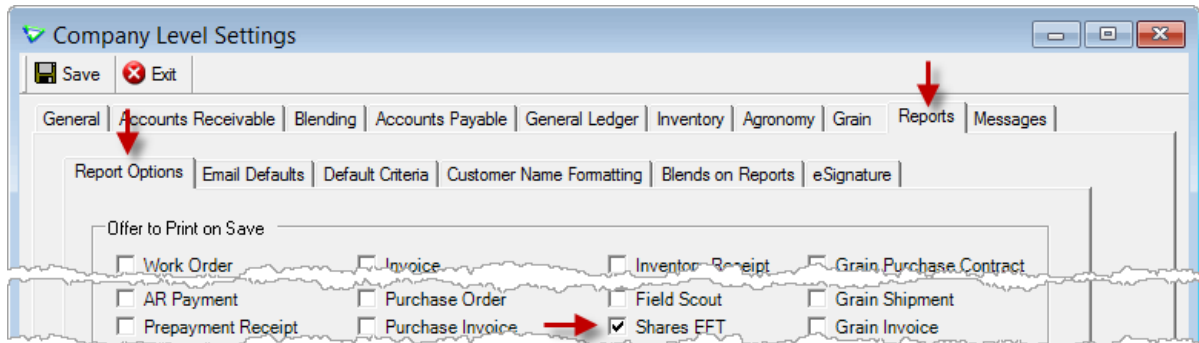 Company Level Settings
Save Exit
General Accounts Receivable Blending Accounts Payable General Ledger Inventory Agronomy Grain Reports Messages
Report Options Email Defaults Default Criteria Customer Name Formatting Blends on Reports eSignature
Offer to Print on Save
Work Order Invoice Inventory Receipt Grain Purchase Contract
AR Payment Purchase Order Field Scout Grain Shipment
Prepayment Receipt Purchase Invoice Shares EFT Grain Invoice